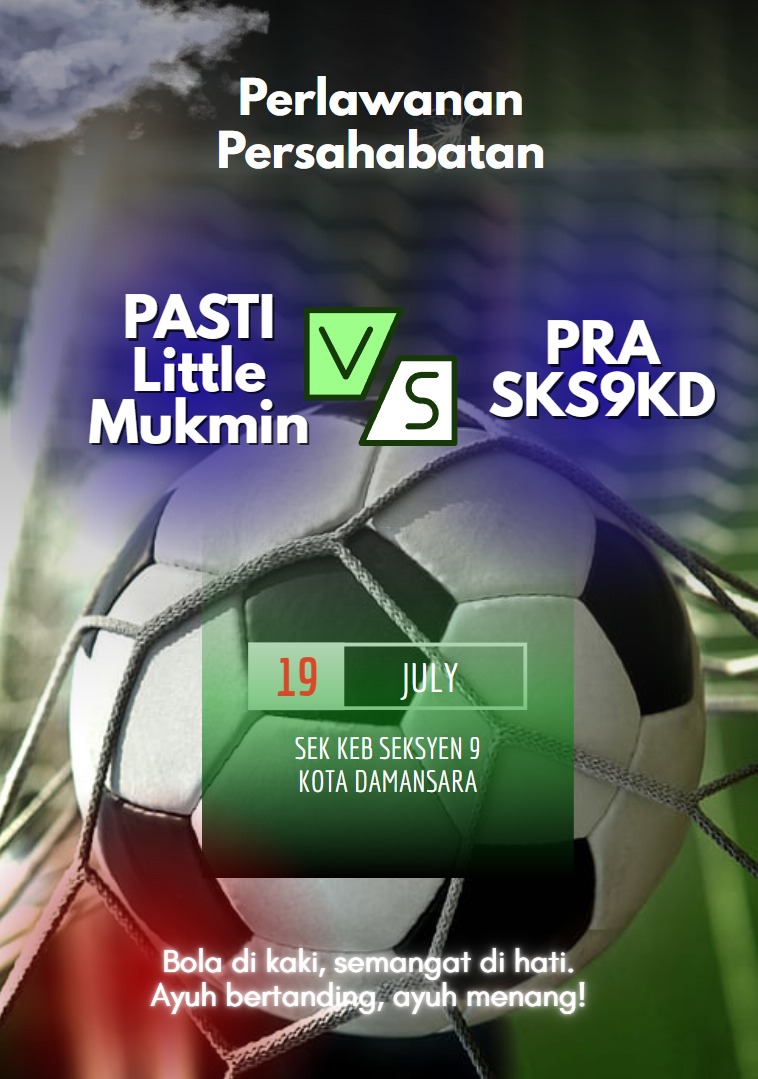 Perlawanan
Persahabatan
PASTI
Little
Mukmin
VS
PRA
SKS9KD
19 JULY
SEK KEB SEKSYEN 9
KOTA DAMANSARA
Bola di kaki, semangat di hati.
Ayuh bertanding, ayuh menang!